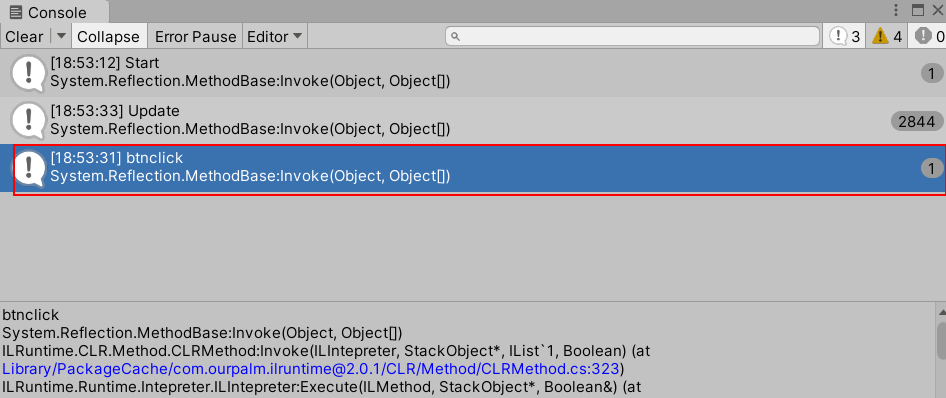 Console
Clear Collapse Error Pause Editor 3 4 0
[18:53:12] Start
System.Reflection.MethodBase:Invoke(Object, Object[])
1
[18:53:33] Update
System.Reflection.MethodBase:Invoke(Object, Object[])
2844
[18:53:31] btnclick
System.Reflection.MethodBase:Invoke(Object, Object[])
1
btnclick
System.Reflection.MethodBase:Invoke(Object, Object[])
ILRuntime.CLR.Method.CLRMethod:Invoke(ILIntepreter, StackObject*, IList`1, Boolean) (at
Library/PackageCache/com.ourpalm.ilruntime@2.0.1/CLR/Method/CLRMethod.cs:323)
ILRuntime.Runtime.Intepreter.ILIntepreter:Execute(ILMethod, StackObject*, Boolean&) (at